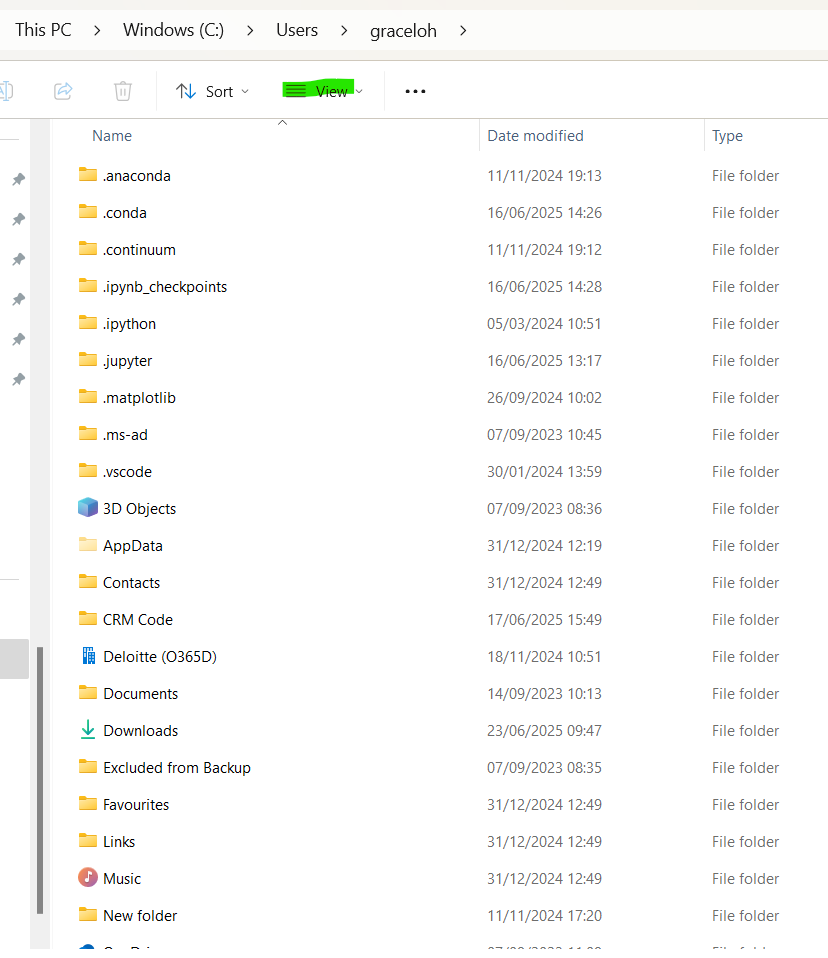 This PC > Windows (C:) > Users > graceloh >
Sort View ...
Name Date modified Type
.anaconda 11/11/2024 19:13 File folder
.conda 16/06/2025 14:26 File folder
.continuum 11/11/2024 19:12 File folder
.ipynb_checkpoints 16/06/2025 14:28 File folder
.ipython 05/03/2024 10:51 File folder
.jupyter 16/06/2025 13:17 File folder
.matplotlib 26/09/2024 10:02 File folder
.ms-ad 07/09/2023 10:45 File folder
.vscode 30/01/2024 13:59 File folder
3D Objects 07/09/2023 08:36 File folder
AppData 31/12/2024 12:19 File folder
Contacts 31/12/2024 12:49 File folder
CRM Code 17/06/2025 15:49 File folder
Deloitte (O365D) 18/11/2024 10:51 File folder
Documents 14/09/2023 10:13 File folder
Downloads 23/06/2025 09:47 File folder
Excluded from Backup 07/09/2023 08:35 File folder
Favourites 31/12/2024 12:49 File folder
Links 31/12/2024 12:49 File folder
Music 31/12/2024 12:49 File folder
New folder 11/11/2024 17:20 File folder